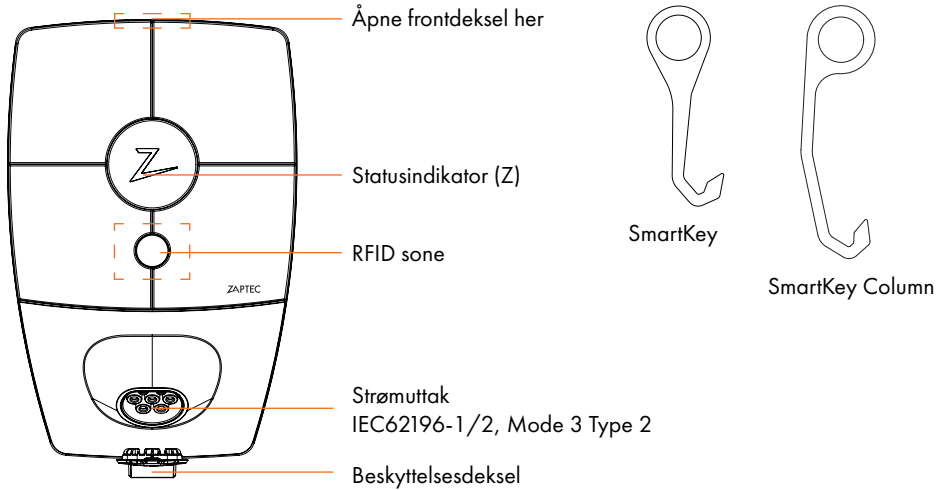 Åpne frontdeksel her
Statusindikator (Z)
RFID sone
ZAPTEC
Strømuttak
IEC62196-1/2, Mode 3 Type 2
Beskyttelsesdeksel
SmartKey
SmartKey Column